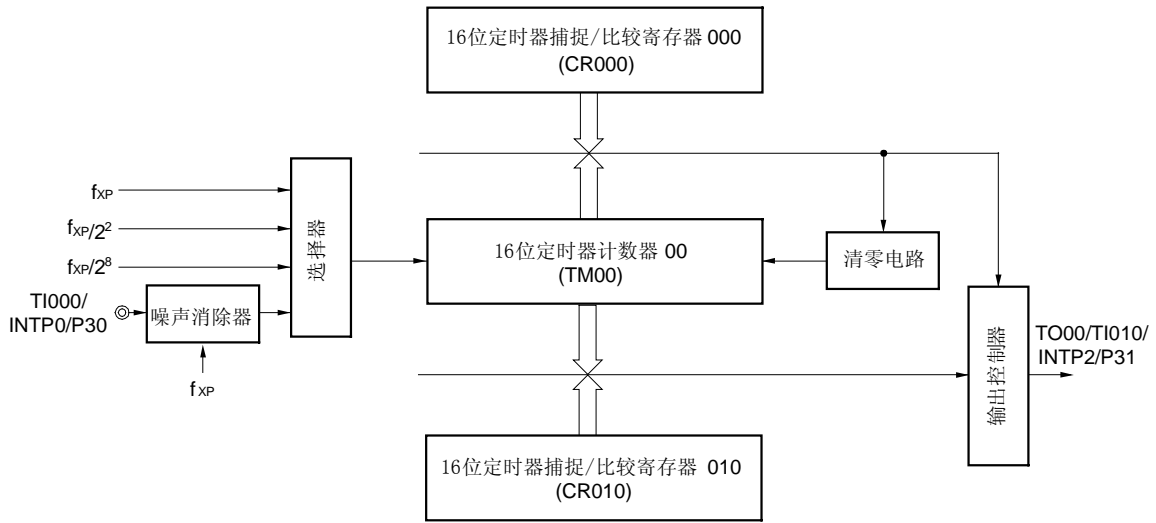 16位定时器捕捉/比较寄存器 000
(CR000)
fXP
fXP/2²
fXP/2⁸
TI000/
INTP0/P30
噪声消除器
fXP
选择器
16位定时器计数器 00
(TM00)
清零电路
输出控制器
TO00/TI010/
INTP2/P31
16位定时器捕捉/比较寄存器 010
(CR010)